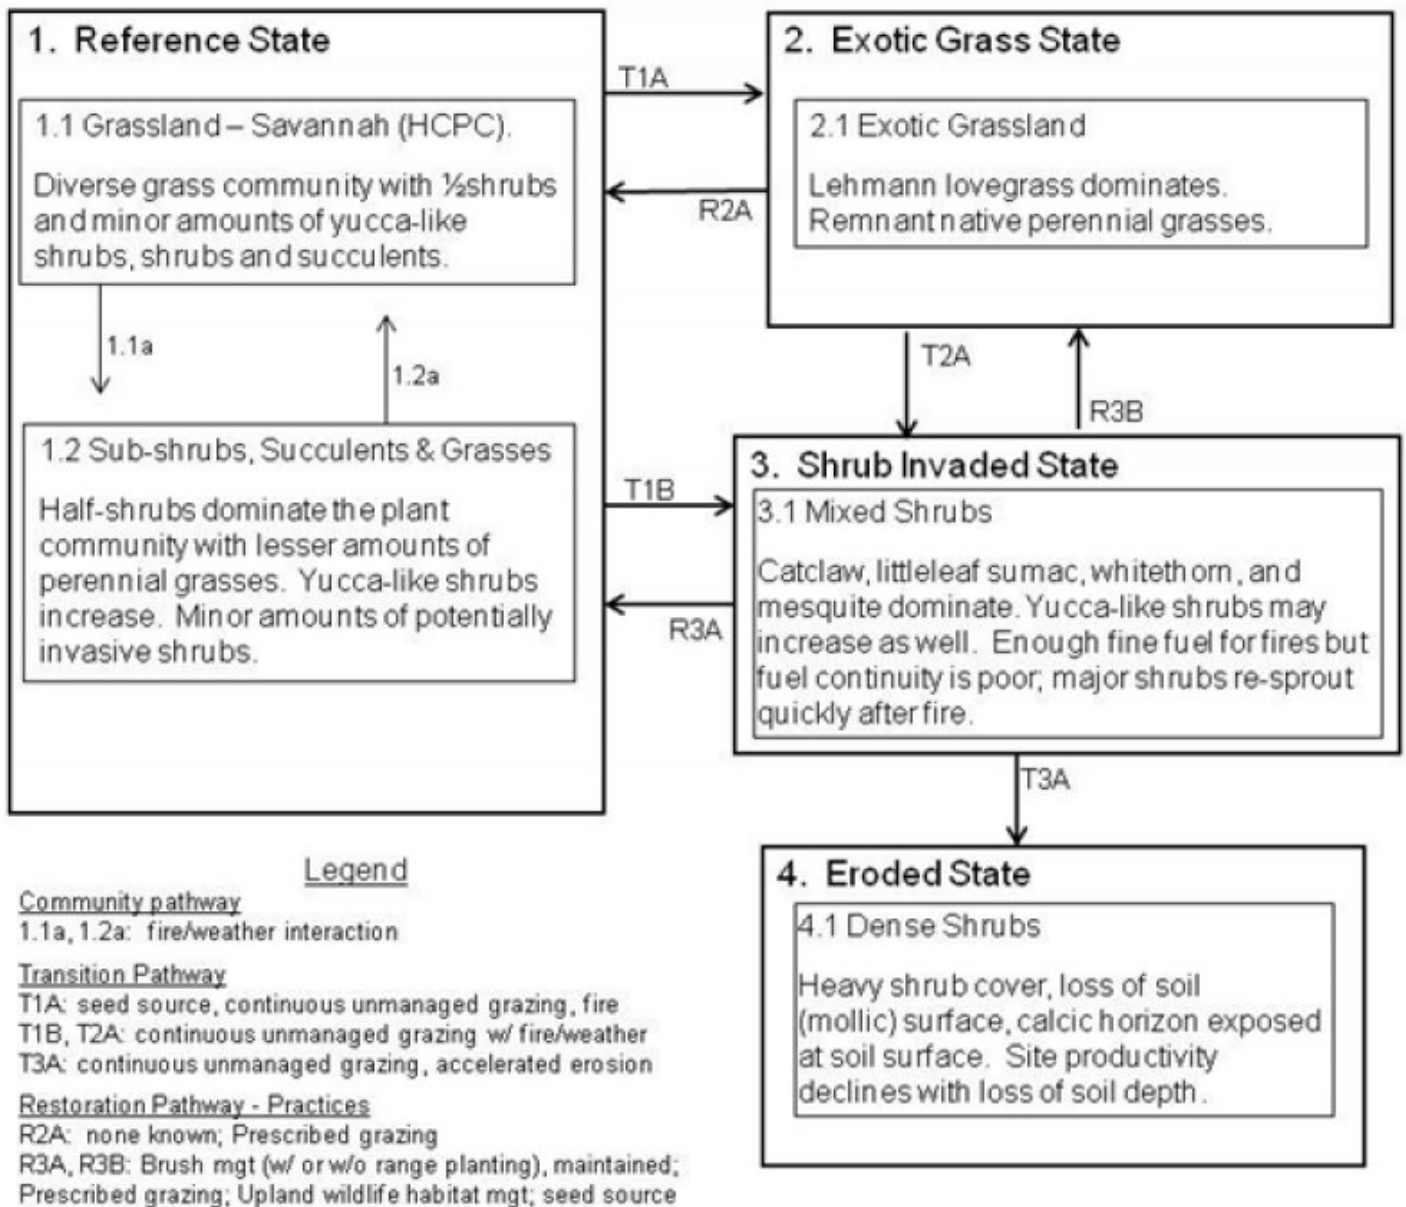 1. Reference State
1.1 Grassland – Savannah (HCPC).
Diverse grass community with ½shrubs
and minor amounts of yucca-like
shrubs, shrubs and succulents.
1.1a
1.2a
1.2 Sub-shrubs, Succulents & Grasses
Half-shrubs dominate the plant
community with lesser amounts of
perennial grasses. Yucca-like shrubs
increase. Minor amounts of potentially
invasive shrubs.
T1A
R2A
2. Exotic Grass State
2.1 Exotic Grassland
Lehmann lovegrass dominates.
Remnant native perennial grasses.
T2A
R3B
T1B
R3A
3. Shrub Invaded State
3.1 Mixed Shrubs
Catclaw, littleleaf sumac, whitethorn, and
mesquite dominate. Yucca-like shrubs may
increase as well. Enough fine fuel for fires but
fuel continuity is poor; major shrubs re-sprout
quickly after fire.
T3A
4. Eroded State
4.1 Dense Shrubs
Heavy shrub cover, loss of soil
(mollic) surface, calcic horizon exposed
at soil surface. Site productivity
declines with loss of soil depth.
Legend
Community pathway
1.1a, 1.2a: fire/weather interaction
Transition Pathway
T1A: seed source, continuous unmanaged grazing, fire
T1B, T2A: continuous unmanaged grazing w/ fire/weather
T3A: continuous unmanaged grazing, accelerated erosion
Restoration Pathway - Practices
R2A: none known; Prescribed grazing
R3A, R3B: Brush mgt (w/ or w/o range planting), maintained;
Prescribed grazing; Upland wildlife habitat mgt; seed source